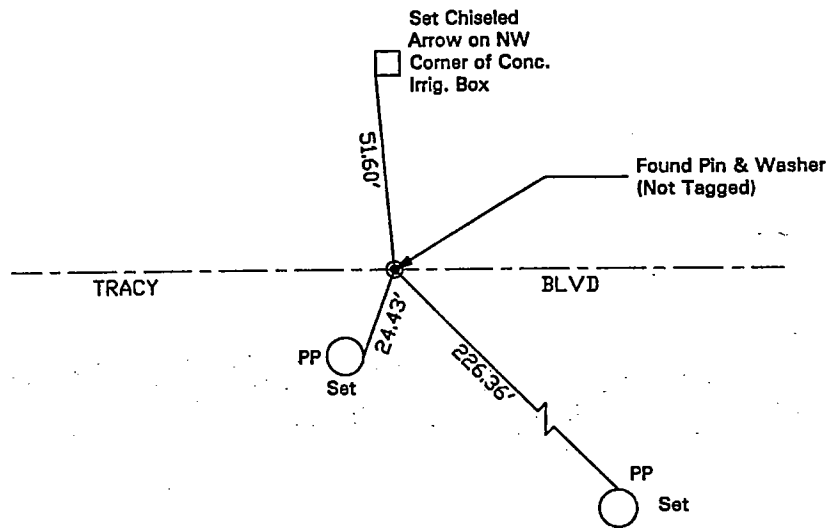 Set Chiseled
Arrow on NW
Corner of Conc.
Irrig. Box
51.60'
Found Pin & Washer
(Not Tagged)
TRACY
BLVD
24.43'
226.36'
PP
Set
PP
Set